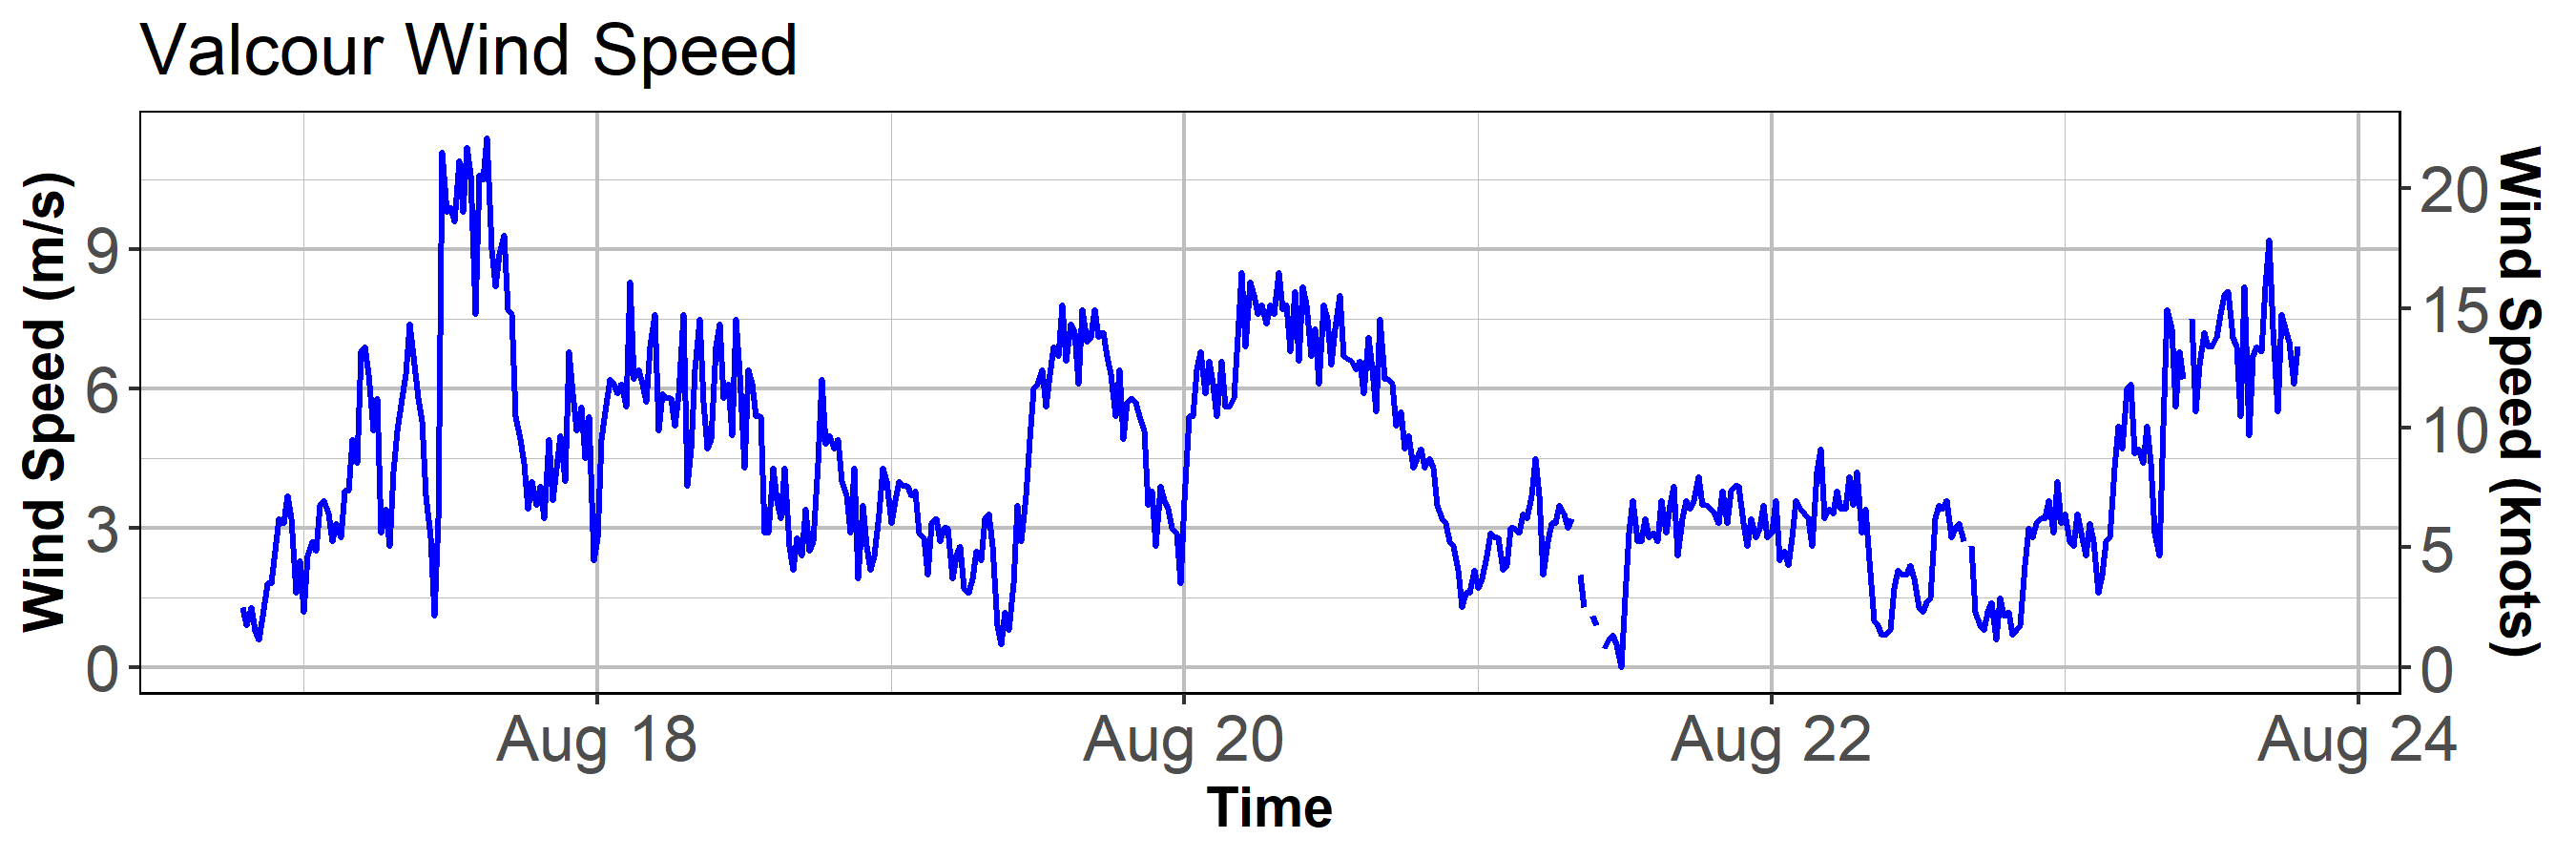 Valcour Wind Speed
Wind Speed (m/s)
9
6
3
0
20
15
10
5
0
Wind Speed (knots)
Aug 18
Aug 20
Aug 22
Aug 24
Time